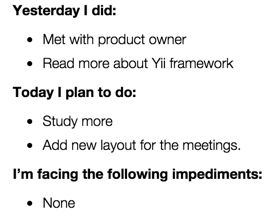 Yesterday I did:
• Met with product owner
• Read more about Yii framework
Today I plan to do:
• Study more
• Add new layout for the meetings.
I'm facing the following impediments:
• None